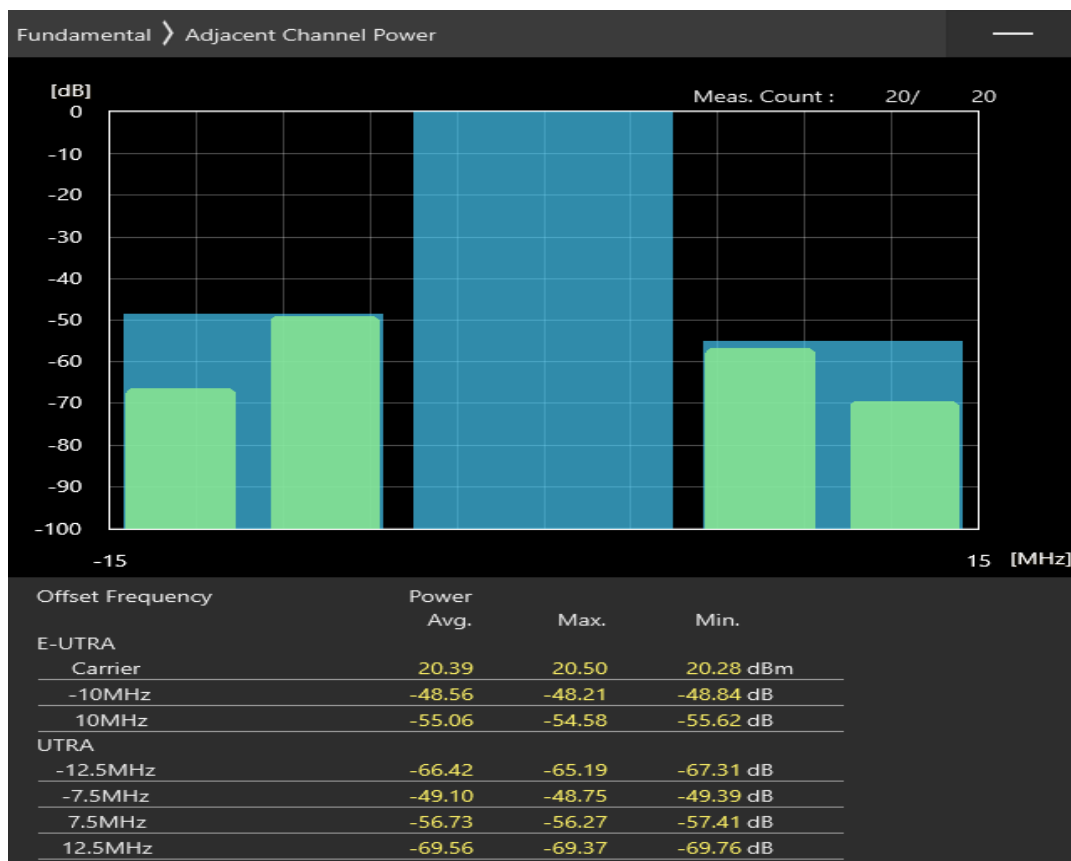 Fundamental ❯ Adjacent Channel Power
[dB]
Meas. Count : 20/ 20
0
-10
-20
-30
-40
-50
-60
-70
-80
-90
-100
-15 15 [MHz]
Offset Frequency Power
Avg. Max. Min.
E-UTRA
Carrier 20.39 20.50 20.28 dBm
-10MHz -48.56 -48.21 -48.84 dB
10MHz -55.06 -54.58 -55.62 dB
UTRA
-12.5MHz -66.42 -65.19 -67.31 dB
-7.5MHz -49.10 -48.75 -49.39 dB
7.5MHz -56.73 -56.27 -57.41 dB
12.5MHz -69.56 -69.37 -69.76 dB